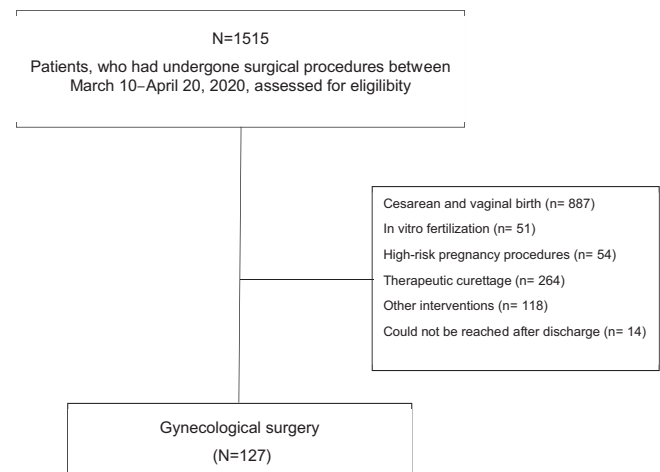 N=1515
Patients, who had undergone surgical procedures between
March 10–April 20, 2020, assessed for eligilibity
Cesarean and vaginal birth (n= 887)
In vitro fertilization (n= 51)
High-risk pregnancy procedures (n= 54)
Therapeutic curettage (n= 264)
Other interventions (n= 118)
Could not be reached after discharge (n= 14)
Gynecological surgery
(N=127)